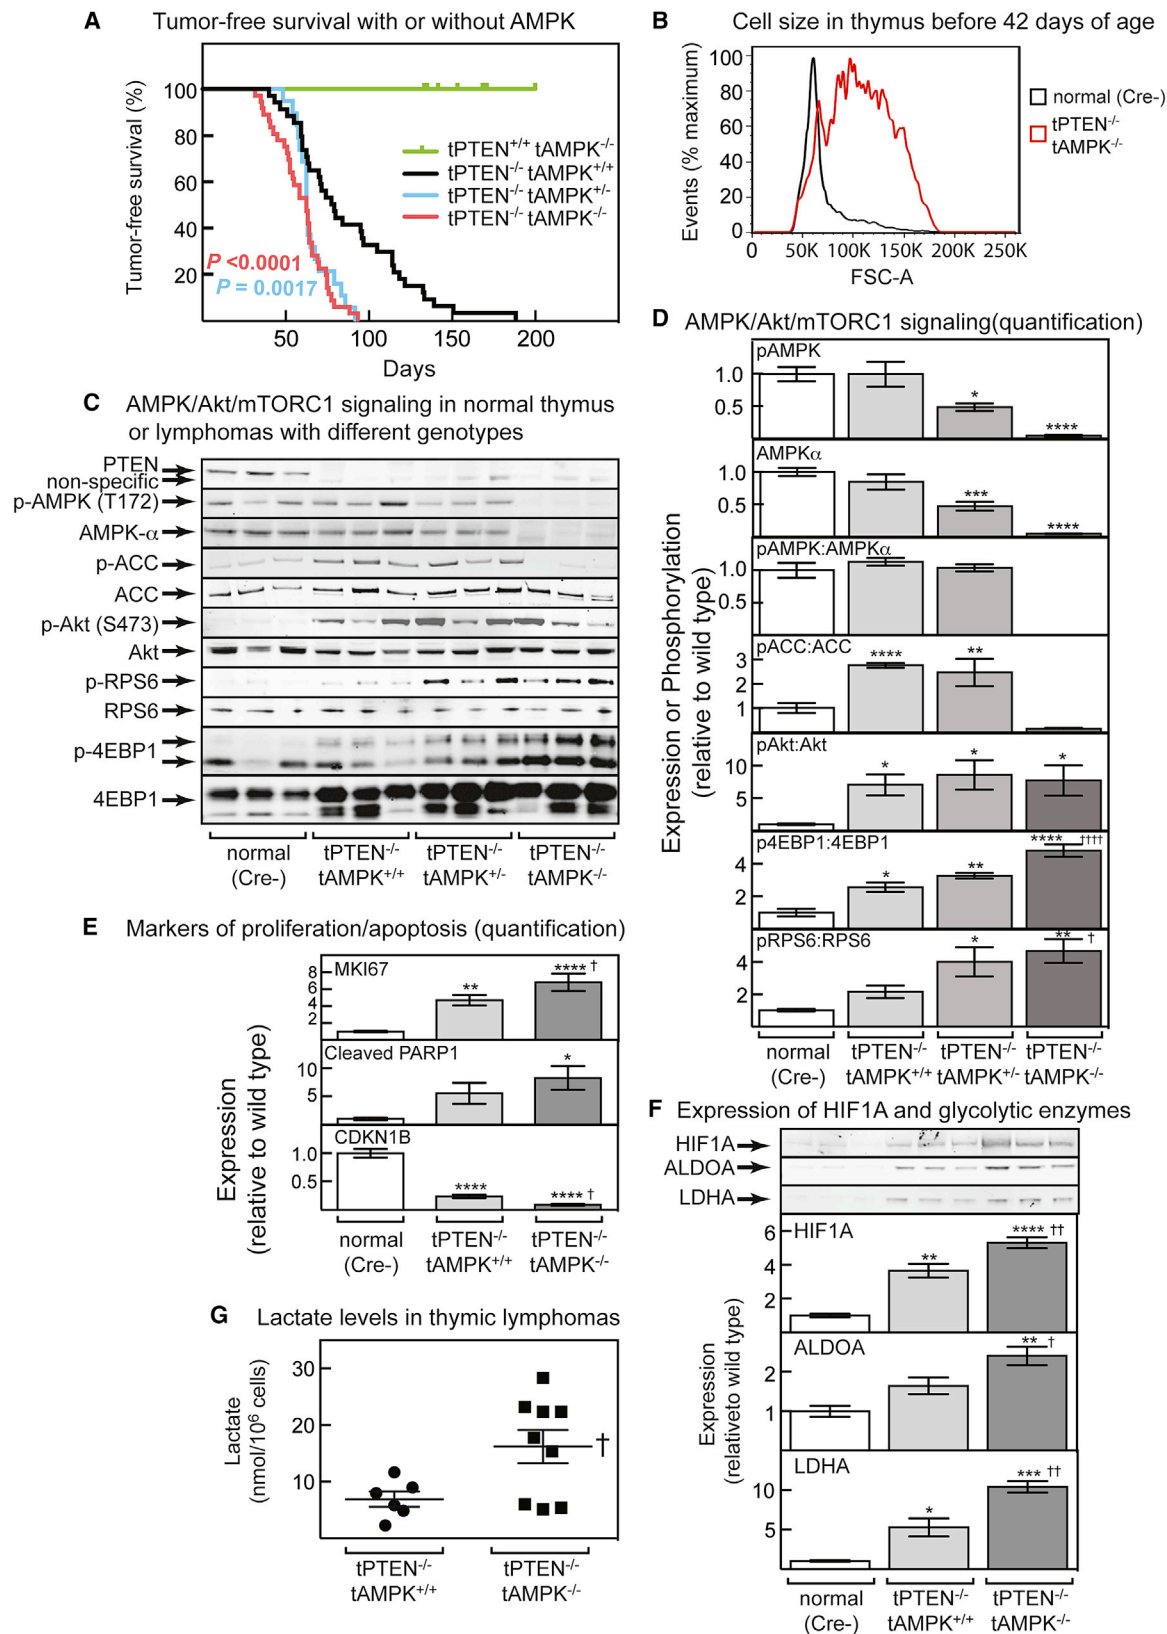 A Tumor-free survival with or without AMPK
Tumor-free survival (%)
100
80
60
40
20
tPTEN+/+ tAMPK-/-
tPTEN-/- tAMPK+/+
tPTEN-/- tAMPK+/-
tPTEN-/- tAMPK-/-
P <0.0001
P = 0.0017
50 100 150 200
Days
B Cell size in thymus before 42 days of age
Events (% maximum)
100
80
60
40
20
0
0 50K 100K 150K 200K 250K
FSC-A
normal (Cre-)
tPTEN-/-
tAMPK-/-
C AMPK/Akt/mTORC1 signaling in normal thymus
or lymphomas with different genotypes
PTEN
non-specific
p-AMPK (T172)
AMPK-α
p-ACC
ACC
p-Akt (S473)
Akt
p-RPS6
RPS6
p-4EBP1
4EBP1
normal tPTEN-/- tPTEN-/- tPTEN-/-
(Cre-) tAMPK+/+ tAMPK+/- tAMPK-/-
D AMPK/Akt/mTORC1 signaling(quantification)
Expression or Phosphorylation
(relative to wild type)
pAMPK
1.0
0.5
* ****
AMPKα
1.0
0.5
*** ****
pAMPK:AMPKα
1.0
0.5
pACC:ACC
3
2
1
**** **
pAkt:Akt
10
5
* * *
p4EBP1:4EBP1
4
2
* ** **** ††††
pRPS6:RPS6
4
2
* ** †
normal tPTEN-/- tPTEN-/- tPTEN-/-
(Cre-) tAMPK+/+ tAMPK+/- tAMPK-/-
E Markers of proliferation/apoptosis (quantification)
Expression
(relative to wild type)
MKI67
8
6
4
2
** **** †
Cleaved PARP1
10
5
*
CDKN1B
1.0
0.5
**** **** †
normal tPTEN-/- tPTEN-/-
(Cre-) tAMPK+/+ tAMPK-/-
F Expression of HIF1A and glycolytic enzymes
HIF1A
ALDOA
LDHA
Expression
(relativeto wild type)
HIF1A
6
4
2
** **** ††
ALDOA
2
1
** †
LDHA
10
5
* *** ††
normal tPTEN-/- tPTEN-/-
(Cre-) tAMPK+/+ tAMPK-/-
G Lactate levels in thymic lymphomas
Lactate
(nmol/10⁶ cells)
30
20
10
†
tPTEN-/- tPTEN-/-
tAMPK+/+ tAMPK-/-